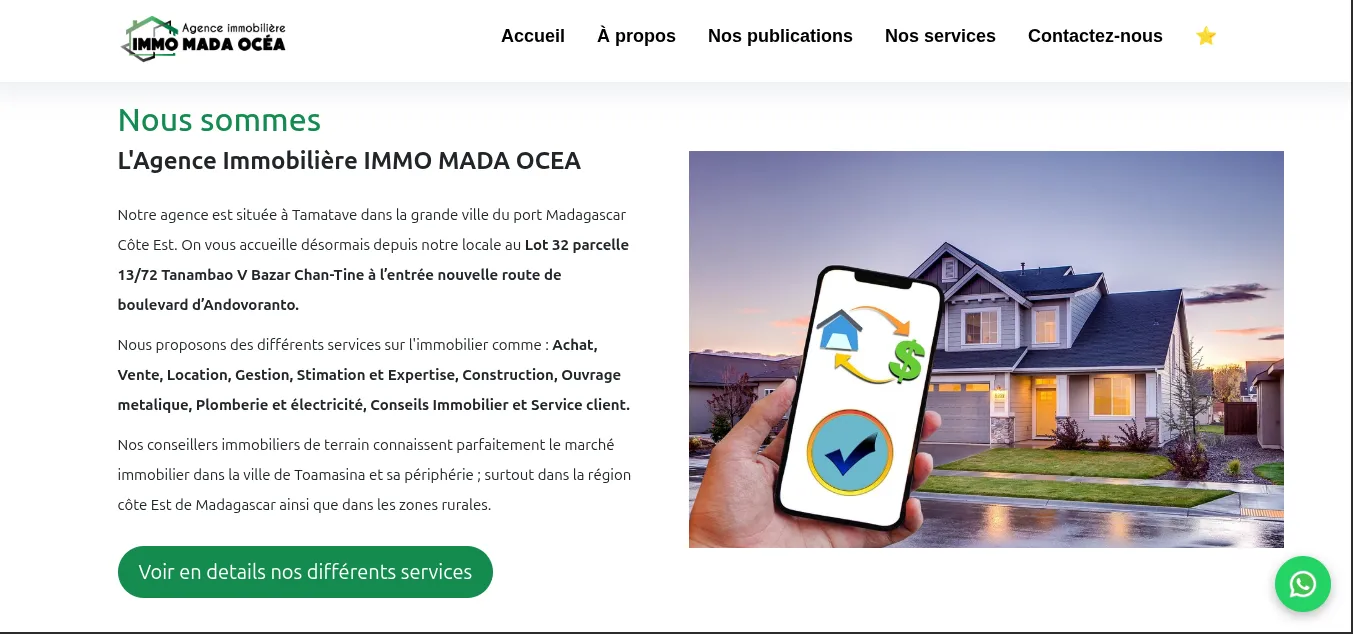 Agence immobilière
IMMO MADA OCÉA
Accueil
À propos
Nos publications
Nos services
Contactez-nous
Nous sommes
L'Agence Immobilière IMMO MADA OCEA
Notre agence est située à Tamatave dans la grande ville du port Madagascar
Côte Est. On vous accueille désormais depuis notre locale au Lot 32 parcelle
13/72 Tanambao V Bazar Chan-Tine à l’entrée nouvelle route de
boulevard d’Andovoranto.
Nous proposons des différents services sur l'immobilier comme : Achat,
Vente, Location, Gestion, Stimation et Expertise, Construction, Ouvrage
metalique, Plomberie et électricité, Conseils Immobilier et Service client.
Nos conseillers immobiliers de terrain connaissent parfaitement le marché
immobilier dans la ville de Toamasina et sa périphérie ; surtout dans la région
côte Est de Madagascar ainsi que dans les zones rurales.
Voir en details nos différents services